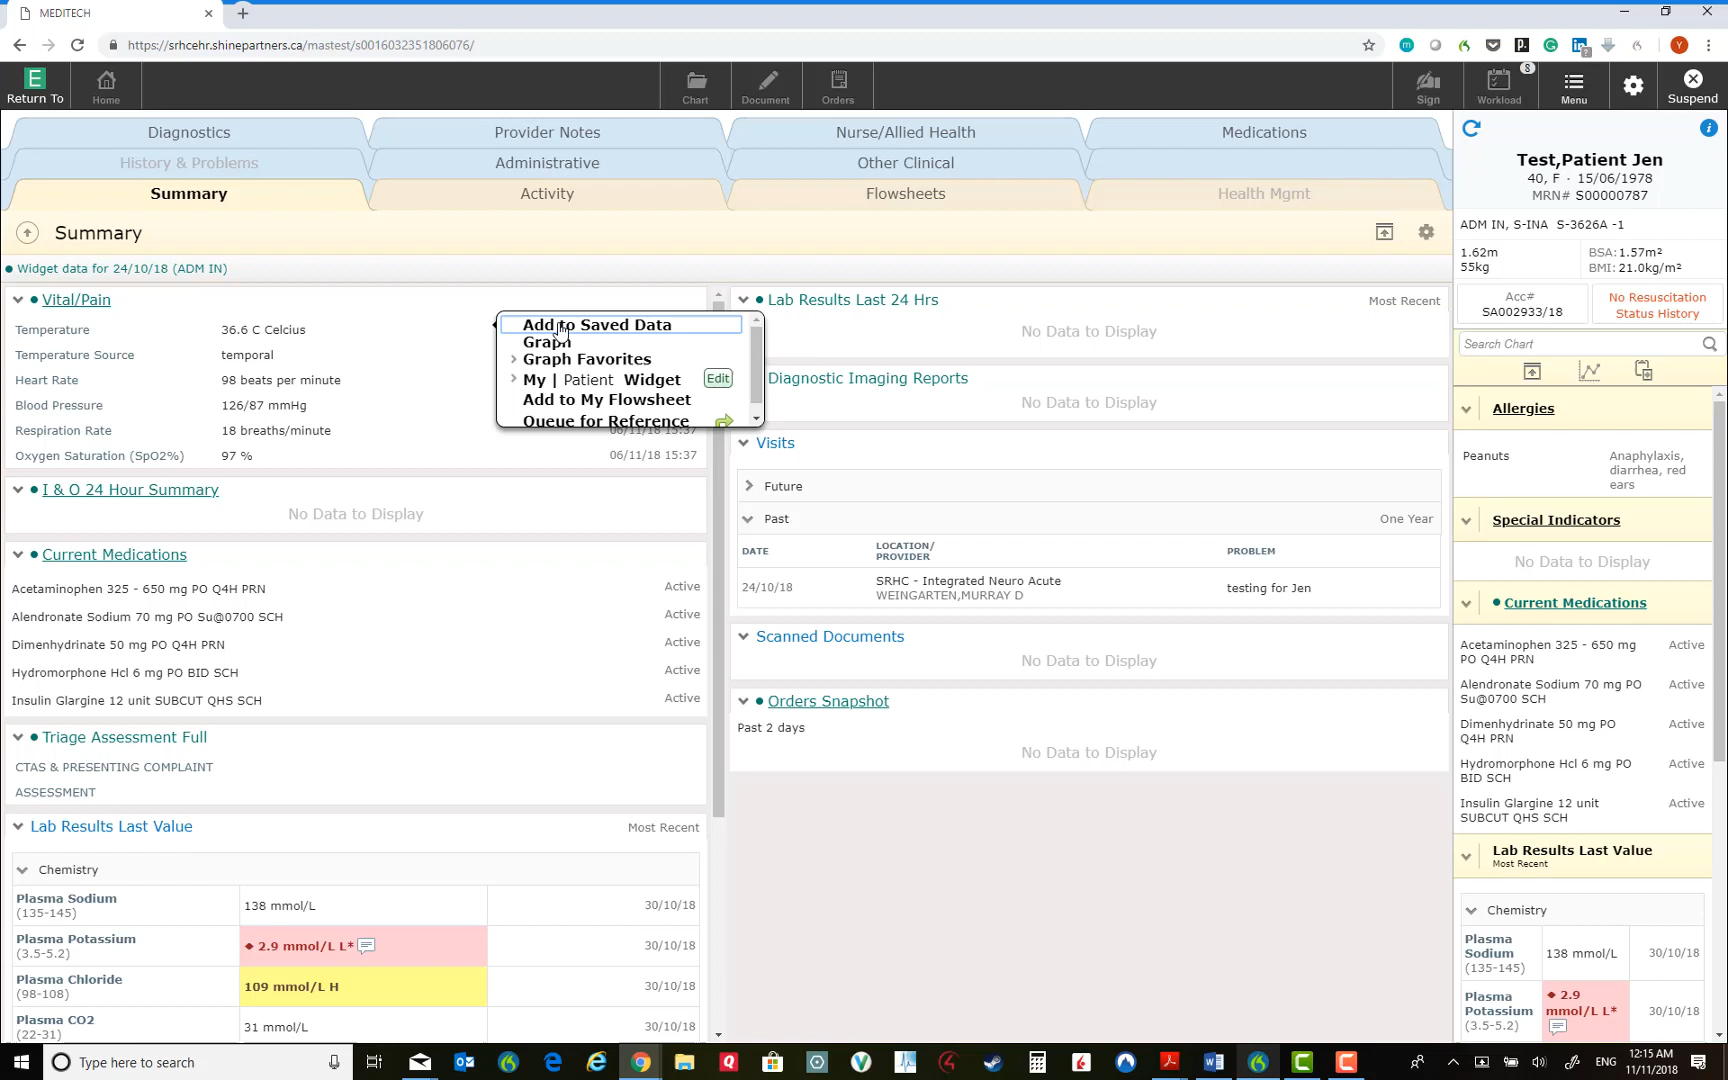 MEDITECH
https://srhcehr.shinepartners.ca/mastest/s0016032351806076/
Return To
Home
Chart
Document
Orders
Sign
8
Workload
Menu
Suspend
Diagnostics
Provider Notes
Nurse/Allied Health
Medications
History & Problems
Administrative
Other Clinical
Summary
Activity
Flowsheets
Health Mgmt
Summary
Widget data for 24/10/18 (ADM IN)
Vital/Pain
Temperature 36.6 C Celcius
Temperature Source temporal
Heart Rate 98 beats per minute
Blood Pressure 126/87 mmHg
Respiration Rate 18 breaths/minute 06/11/18 15:37
Oxygen Saturation (SpO2%) 97 % 06/11/18 15:37
Add to Saved Data
Graph
Graph Favorites
My | Patient Widget Edit
Add to My Flowsheet
Queue for Reference
I & O 24 Hour Summary
No Data to Display
Current Medications
Acetaminophen 325 - 650 mg PO Q4H PRN Active
Alendronate Sodium 70 mg PO Su@0700 SCH Active
Dimenhydrinate 50 mg PO Q4H PRN Active
Hydromorphone Hcl 6 mg PO BID SCH Active
Insulin Glargine 12 unit SUBCUT QHS SCH Active
Triage Assessment Full
CTAS & PRESENTING COMPLAINT
ASSESSMENT
Lab Results Last Value Most Recent
Chemistry
Plasma Sodium
(135-145) 138 mmol/L 30/10/18
Plasma Potassium
(3.5-5.2) 2.9 mmol/L L* 30/10/18
Plasma Chloride
(98-108) 109 mmol/L H 30/10/18
Plasma CO2
(22-31) 31 mmol/L 30/10/18
Lab Results Last 24 Hrs Most Recent
No Data to Display
Diagnostic Imaging Reports
No Data to Display
Visits
Future
Past One Year
DATE LOCATION/ PROVIDER PROBLEM
24/10/18 SRHC - Integrated Neuro Acute testing for Jen
WEINGARTEN,MURRAY D
Scanned Documents
No Data to Display
Orders Snapshot
Past 2 days
No Data to Display
Test,Patient Jen
40, F · 15/06/1978
MRN# S00000787
ADM IN, S-INA S-3626A -1
1.62m BSA: 1.57m²
55kg BMI: 21.0kg/m²
Acc# No Resuscitation
SA002933/18 Status History
Search Chart
Allergies
Peanuts Anaphylaxis,
diarrhea, red
ears
Special Indicators
No Data to Display
Current Medications
Acetaminophen 325 - 650 mg Active
PO Q4H PRN
Alendronate Sodium 70 mg PO Active
Su@0700 SCH
Dimenhydrinate 50 mg PO Active
Q4H PRN
Hydromorphone Hcl 6 mg PO Active
BID SCH
Insulin Glargine 12 unit Active
SUBCUT QHS SCH
Lab Results Last Value
Most Recent
Chemistry
Plasma
Sodium 138 mmol/L 30/10/18
(135-145)
Plasma 2.9
Potassium mmol/L L* 30/10/18
(3.5-5.2)
Type here to search
ENG
12:15 AM
11/11/2018